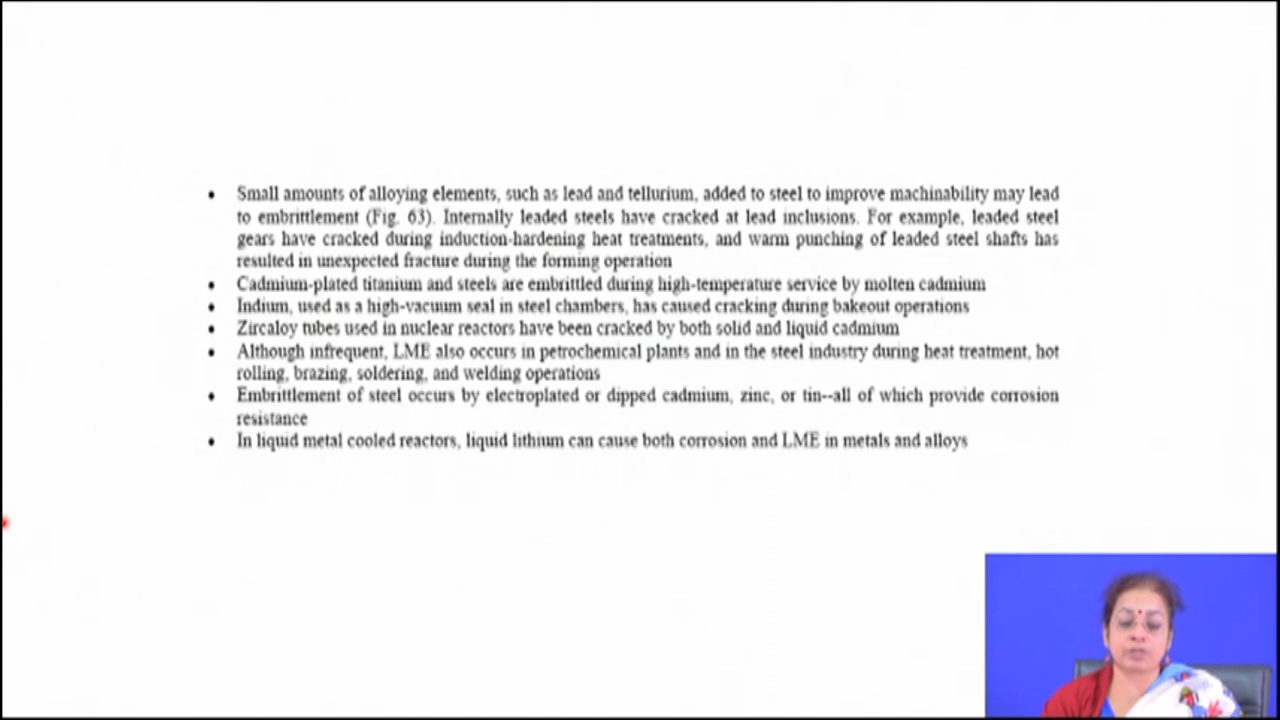 • Small amounts of alloying elements, such as lead and tellurium, added to steel to improve machinability may lead
to embrittlement (Fig. 63). Internally leaded steels have cracked at lead inclusions. For example, leaded steel
gears have cracked during induction-hardening heat treatments, and warm punching of leaded steel shafts has
resulted in unexpected fracture during the forming operation
• Cadmium-plated titanium and steels are embrittled during high-temperature service by molten cadmium
• Indium, used as a high-vacuum seal in steel chambers, has caused cracking during bakeout operations
• Zircaloy tubes used in nuclear reactors have been cracked by both solid and liquid cadmium
• Although infrequent, LME also occurs in petrochemical plants and in the steel industry during heat treatment, hot
rolling, brazing, soldering, and welding operations
• Embrittlement of steel occurs by electroplated or dipped cadmium, zinc, or tin--all of which provide corrosion
resistance
• In liquid metal cooled reactors, liquid lithium can cause both corrosion and LME in metals and alloys